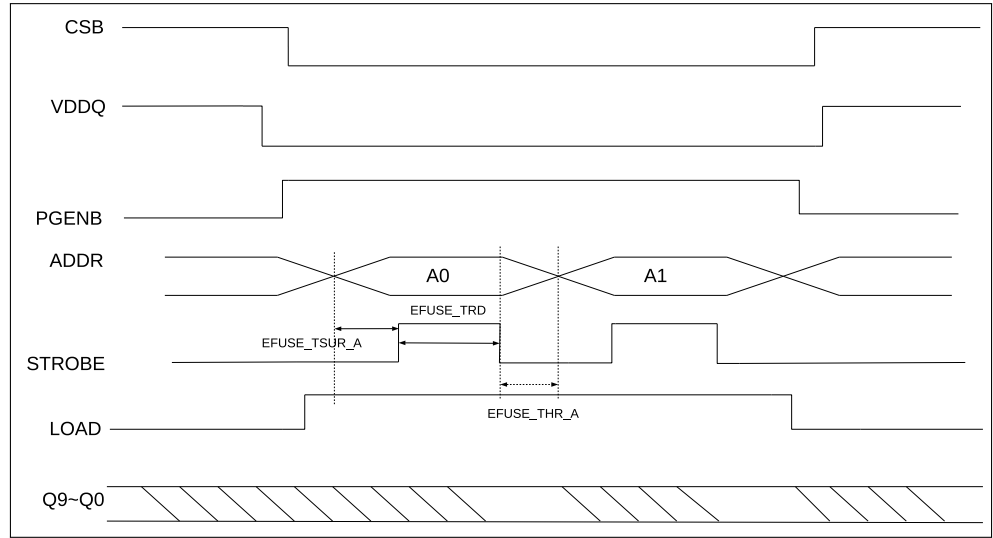 CSB
VDDQ
PGENB
ADDR
A0
A1
EFUSE_TRD
EFUSE_TSUR_A
STROBE
EFUSE_THR_A
LOAD
Q9~Q0